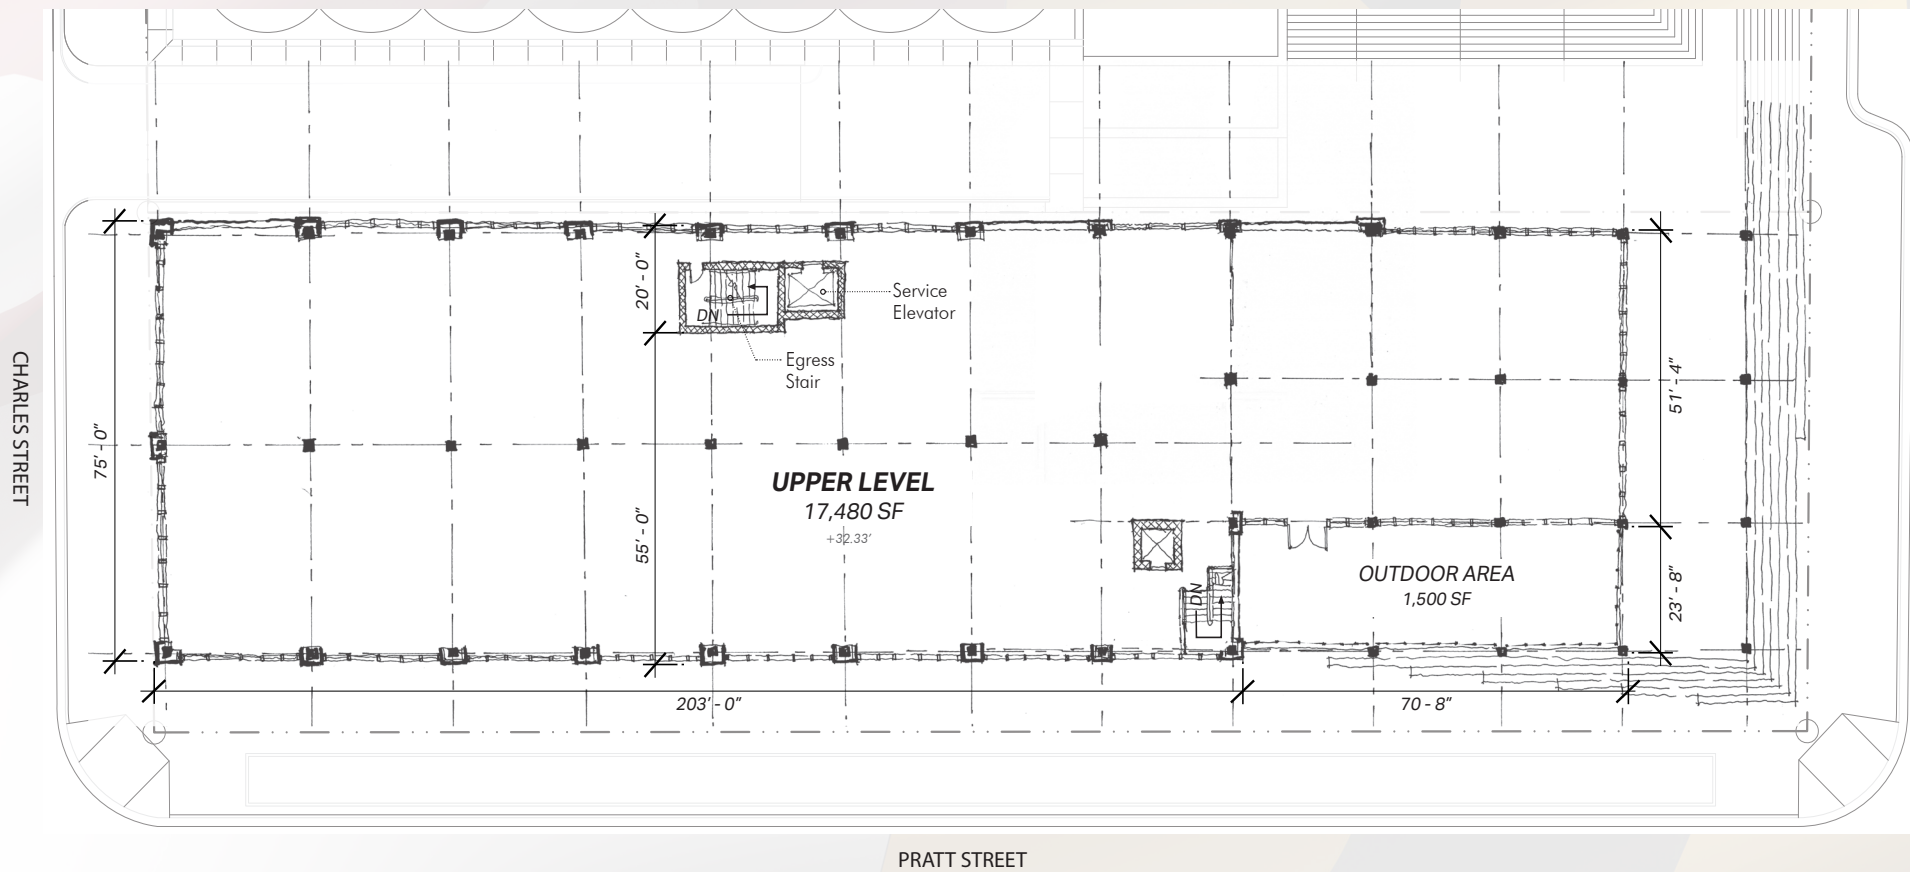 20' - 0"
DN
Service
Elevator
Egress
Stair
CHARLES STREET
75' - 0"
51' - 4"
UPPER LEVEL
17,480 SF
+32.33'
55' - 0"
DN
OUTDOOR AREA
1,500 SF
23' - 8"
203' - 0"
70 - 8"
PRATT STREET